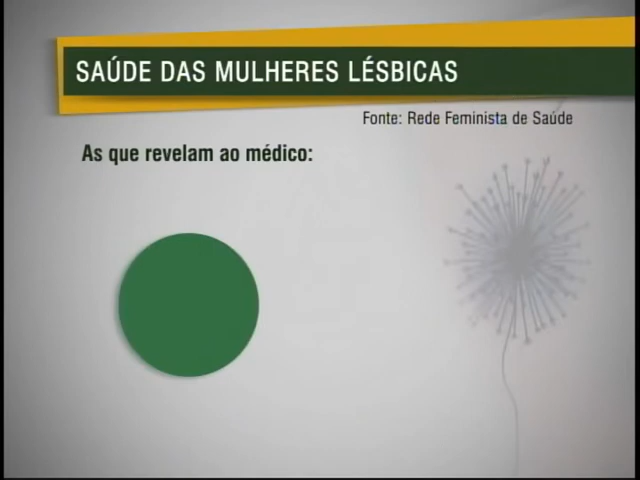 SAÚDE DAS MULHERES LÉSBICAS
Fonte: Rede Feminista de Saúde
As que revelam ao médico: